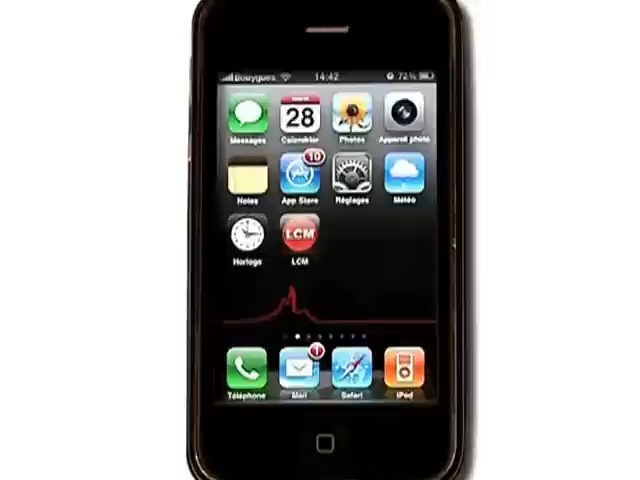 Bouygues 14:42 72 %
28
Messages Calendrier Photos Appareil photo
10
Notes App Store Réglages Météo
LCM
Horloge LCM
1
Téléphone Mail Safari iPod